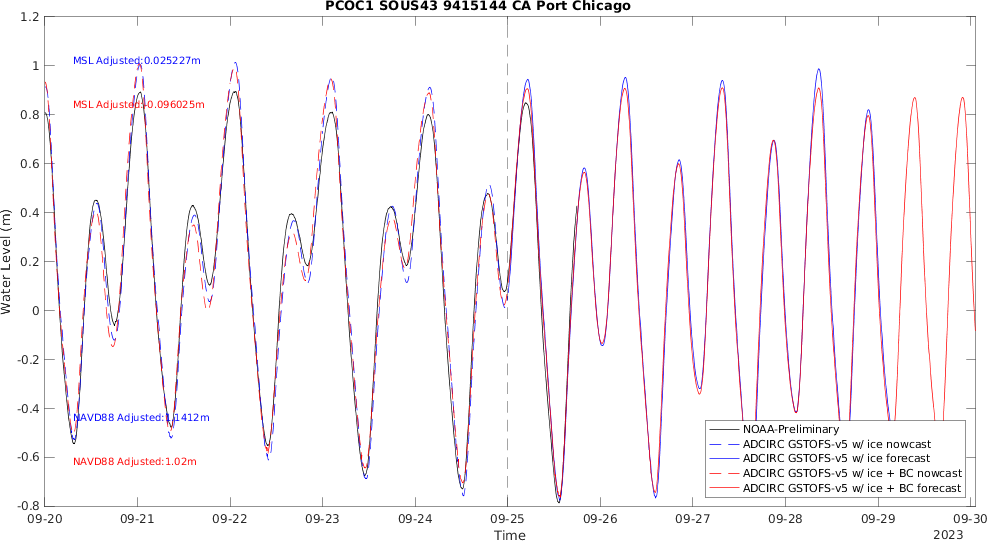 PCOC1 SOUS43 9415144 CA Port Chicago
Water Level (m)
1.2
1
0.8
0.6
0.4
0.2
0
-0.2
-0.4
-0.6
-0.8
MSL Adjusted:0.025227m
MSL Adjusted:-0.096025m
NAVD88 Adjusted:1.1412m
NAVD88 Adjusted:1.02m
NOAA-Preliminary
ADCIRC GSTOFS-v5 w/ ice nowcast
ADCIRC GSTOFS-v5 w/ ice forecast
ADCIRC GSTOFS-v5 w/ ice + BC nowcast
ADCIRC GSTOFS-v5 w/ ice + BC forecast
09-20 09-21 09-22 09-23 09-24 09-25 09-26 09-27 09-28 09-29 09-30
Time
2023